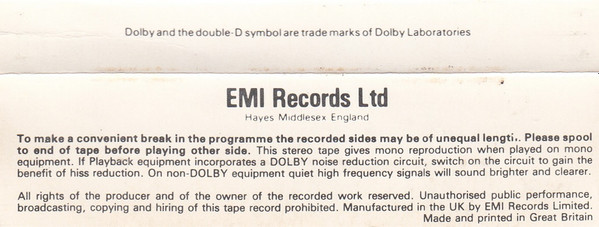 Dolby and the double-D symbol are trade marks of Dolby Laboratories
EMI Records Ltd
Hayes Middlesex England
To make a convenient break in the programme the recorded sides may be of unequal length. Please spool
to end of tape before playing other side. This stereo tape gives mono reproduction when played on mono
equipment. If Playback equipment incorporates a DOLBY noise reduction circuit, switch on the circuit to gain the
benefit of hiss reduction. On non-DOLBY equipment quiet high frequency signals will sound brighter and clearer.
All rights of the producer and of the owner of the recorded work reserved. Unauthorised public performance,
broadcasting, copying and hiring of this tape record prohibited. Manufactured in the UK by EMI Records Limited.
Made and printed in Great Britain